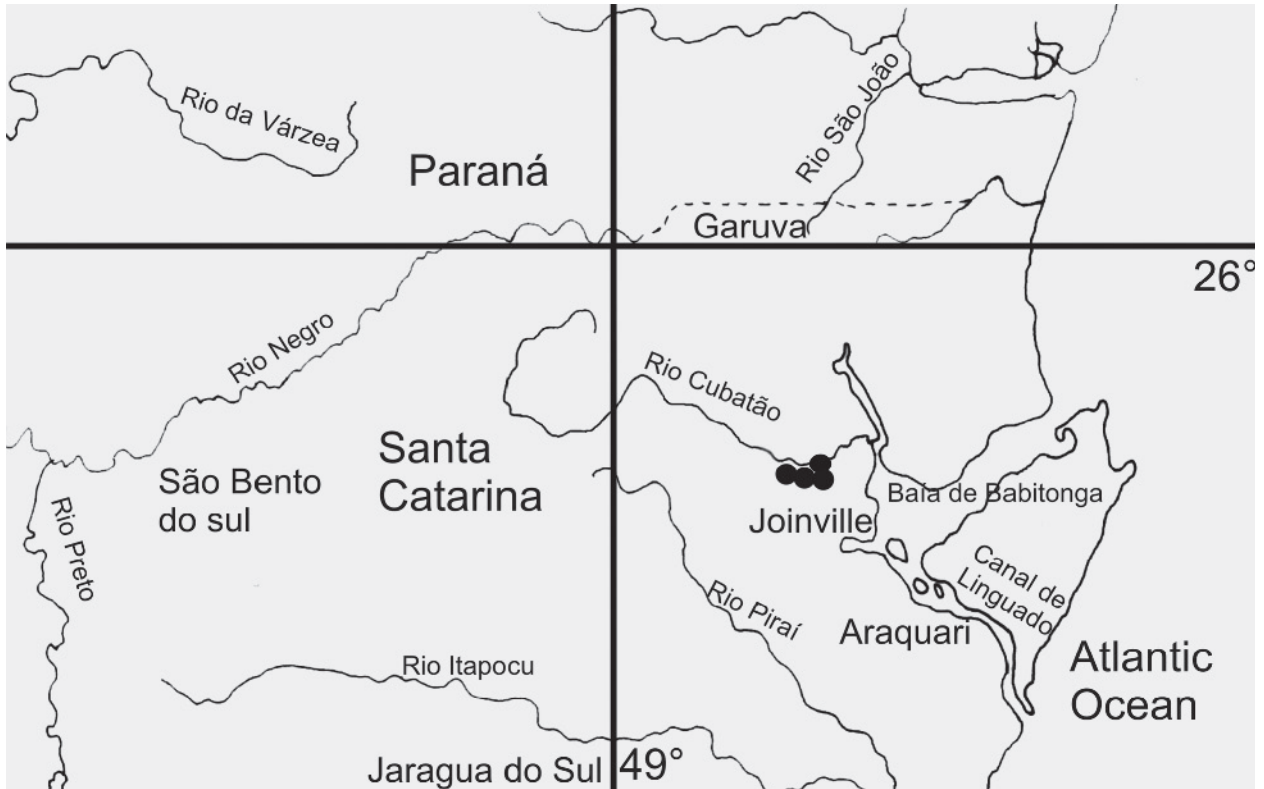 Rio da Várzea
Rio São João
Paraná
Garuva
26°
Rio Negro
Rio Cubatão
Santa
Catarina
São Bento
do sul
Baía de Babitonga
Rio Preto
Joinville
Canal de
Linguado
Rio Piraí
Araquari
Rio Itapocu
Atlantic
Ocean
Jaragua do Sul
49°